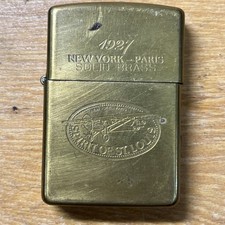 1927
NEW YORK - PARIS
SOLID BRASS
SPIRIT OF ST. LOUIS